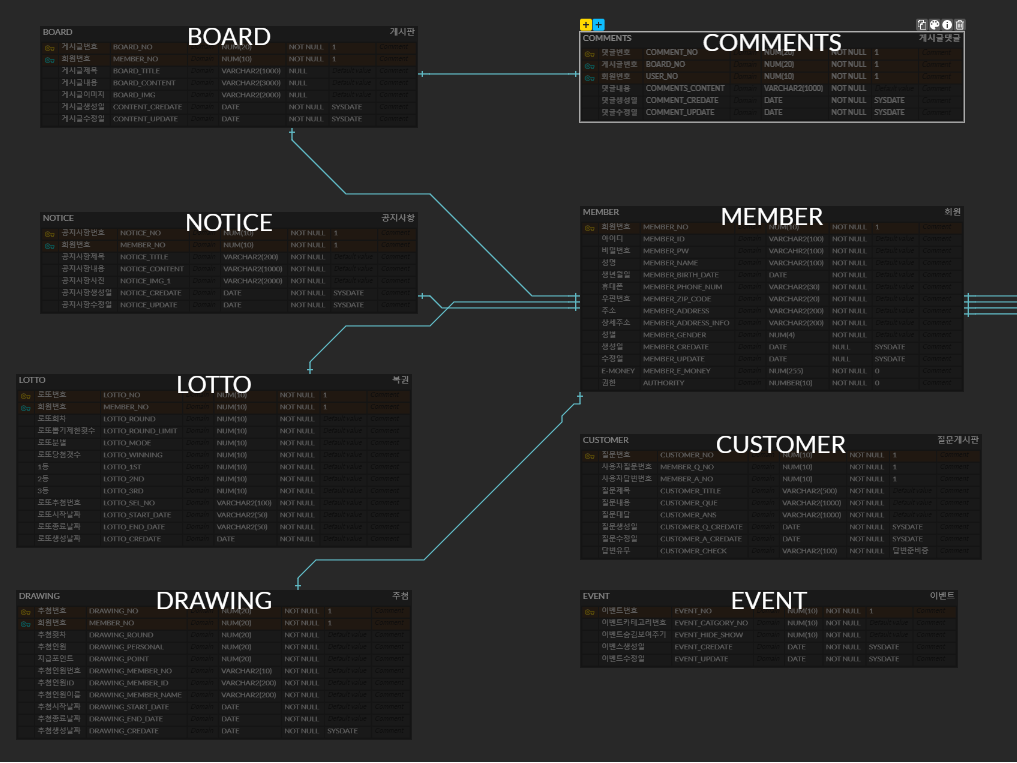 BOARD 게시판
BOARD
게시글번호 BOARD_NO NUM(20) NOT NULL 1
회원번호 MEMBER_NO NUM(10) NOT NULL 1
게시글제목 BOARD_TITLE VARCHAR2(1000) NULL
게시글내용 BOARD_CONTENT VARCHAR2(3000) NULL
게시글이미지 BOARD_IMG VARCHAR2(2000) NULL
게시글생성일 CONTENT_CREDATE DATE NOT NULL SYSDATE
게시글수정일 CONTENT_UPDATE DATE NOT NULL SYSDATE
COMMENTS 게시글댓글
COMMENTS
댓글번호 COMMENT_NO NUM(20) NOT NULL 1
게시글번호 BOARD_NO NUM(20) NOT NULL 1
회원번호 USER_NO NUM(10) NOT NULL 1
댓글내용 COMMENTS_CONTENT VARCHAR2(1000) NOT NULL
댓글생성일 COMMENT_CREDATE DATE NOT NULL SYSDATE
댓글수정일 COMMENT_UPDATE DATE NOT NULL SYSDATE
NOTICE 공지사항
NOTICE
공지사항번호 NOTICE_NO NUM(10) NOT NULL 1
회원번호 MEMBER_NO NUM(10) NOT NULL 1
공지사항제목 NOTICE_TITLE VARCHAR2(200) NOT NULL
공지사항내용 NOTICE_CONTENT VARCHAR2(1000) NOT NULL
공지사항사진 NOTICE_IMG_1 VARCHAR2(2000) NOT NULL
공지사항생성일 NOTICE_CREDATE DATE NOT NULL SYSDATE
공지사항수정일 NOTICE_UPDATE DATE NOT NULL SYSDATE
MEMBER 회원
MEMBER
회원번호 MEMBER_NO NUM(10) NOT NULL 1
아이디 MEMBER_ID VARCHAR2(100) NOT NULL
비밀번호 MEMBER_PW VARCAHR2(100) NOT NULL
성명 MEMBER_NAME VARCHAR2(100) NOT NULL
생년월일 MEMBER_BIRTH_DATE DATE NOT NULL
휴대폰 MEMBER_PHONE_NUM VARCHAR2(30) NOT NULL
우편번호 MEMBER_ZIP_CODE VARCHAR2(20) NOT NULL
주소 MEMBER_ADDRESS VARCHAR2(200) NOT NULL
상세주소 MEMBER_ADDRESS_INFO VARCHAR2(200) NOT NULL
성별 MEMBER_GENDER NUM(4) NOT NULL
생성일 MEMBER_CREDATE DATE NULL SYSDATE
수정일 MEMBER_UPDATE DATE NULL SYSDATE
E-MONEY MEMBER_E_MONEY NUM(255) NOT NULL 0
권한 AUTHORITY NUMBER(10) NOT NULL 0
LOTTO 복권
LOTTO
로또번호 LOTTO_NO NUM(10) NOT NULL 1
회원번호 MEMBER_NO NUM(10) NOT NULL 1
로또회차 LOTTO_ROUND NUM(10) NOT NULL
로또뽑기제한횟수 LOTTO_ROUND_LIMIT NUM(10) NOT NULL
로또분별 LOTTO_MODE NUM(10) NOT NULL
로또당첨갯수 LOTTO_WINNING NUM(10) NOT NULL
1등 LOTTO_1ST NUM(10) NOT NULL
2등 LOTTO_2ND NUM(10) NOT NULL
3등 LOTTO_3RD NUM(10) NOT NULL
로또추첨번호 LOTTO_SEL_NO VARCHAR2(100) NOT NULL
로또시작날짜 LOTTO_START_DATE VARCHAR2(50) NOT NULL
로또종료날짜 LOTTO_END_DATE VARCHAR2(50) NOT NULL
로또생성날짜 LOTTO_CREDATE DATE NOT NULL
CUSTOMER 질문게시판
CUSTOMER
질문번호 CUSTOMER_NO NUM(10) NOT NULL 1
사용자질문번호 MEMBER_Q_NO NUM(10) NOT NULL 1
사용자답변번호 MEMBER_A_NO NUM(10) NOT NULL 1
질문제목 CUSTOMER_TITLE VARCHAR2(500) NOT NULL
질문내용 CUSTOMER_QUE VARCHAR2(1000) NOT NULL
질문대답 CUSTOMER_ANS VARCHAR2(1000) NOT NULL
질문생성일 CUSTOMER_Q_CREDATE DATE NOT NULL SYSDATE
질문수정일 CUSTOMER_A_CREDATE DATE NOT NULL SYSDATE
답변유무 CUSTOMER_CHECK VARCHAR2(100) NOT NULL 답변준비중
DRAWING 추첨
DRAWING
추첨번호 DRAWING_NO NUM(20) NOT NULL 1
회원번호 MEMBER_NO NUM(20) NOT NULL 1
추첨회차 DRAWING_ROUND NUM(20) NOT NULL
추첨인원 DRAWING_PERSONAL NUM(20) NOT NULL
지급포인트 DRAWING_POINT NUM(20) NOT NULL
추첨인원번호 DRAWING_MEMBER_NO VARCHAR2(10) NOT NULL
추첨인원ID DRAWING_MEMBER_ID VARCHAR2(200) NOT NULL
추첨인원이름 DRAWING_MEMBER_NAME VARCHAR2(200) NOT NULL
추첨시작날짜 DRAWING_START_DATE DATE NOT NULL
추첨종료날짜 DRAWING_END_DATE DATE NOT NULL
추첨생성날짜 DRAWING_CREDATE DATE NOT NULL SYSDATE
EVENT 이벤트
EVENT
이벤트번호 EVENT_NO NUM(10) NOT NULL 1
이벤트카테고리번호 EVENT_CATGORY_NO NUM(10) NOT NULL
이벤트숨김보여주기 EVENT_HIDE_SHOW NUM(10) NOT NULL
이벤스생성일 EVENT_CREDATE DATE NOT NULL SYSDATE
이벤트수정일 EVENT_UPDATE DATE NOT NULL SYSDATE